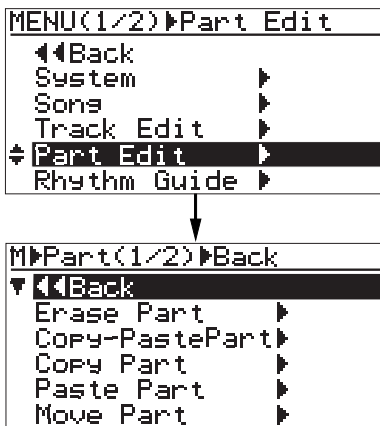 MENU(1/2)▶Part Edit
◀◀Back
System ▶
Song ▶
Track Edit ▶
Part Edit ▶
Rhythm Guide ▶
M▶Part(1/2)▶Back
◀◀Back
Erase Part ▶
Copy-PastePart▶
Copy Part ▶
Paste Part ▶
Move Part ▶